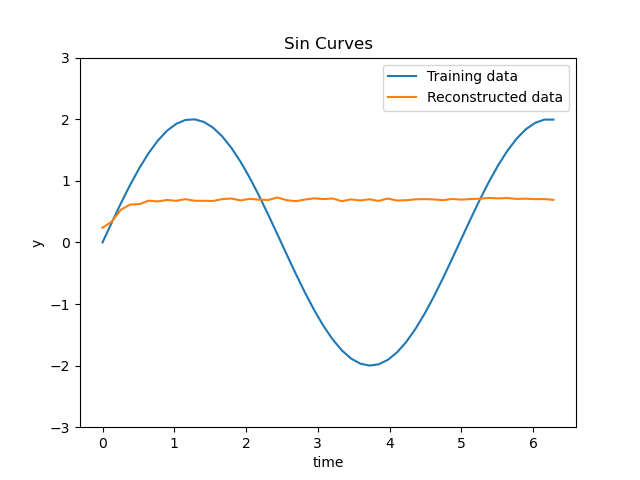 Sin Curves
Training data
Reconstructed data
3
2
1
0
−1
−2
−3
y
0
1
2
3
4
5
6
time